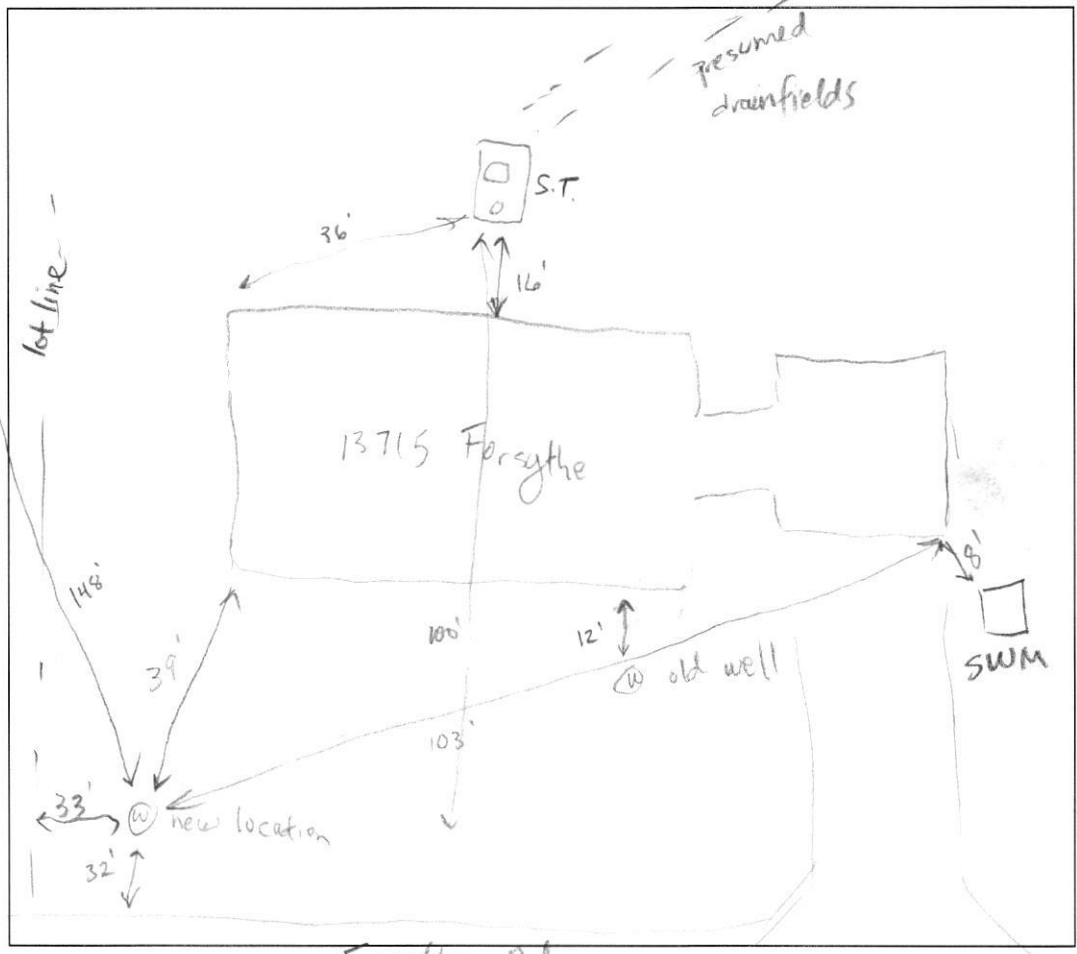 presumed
drainfields
S.T.
36'
16'
lot line
13715 Forsythe
8'
148'
100'
12'
39'
SWM
W old well
103'
33'
W new location
32'